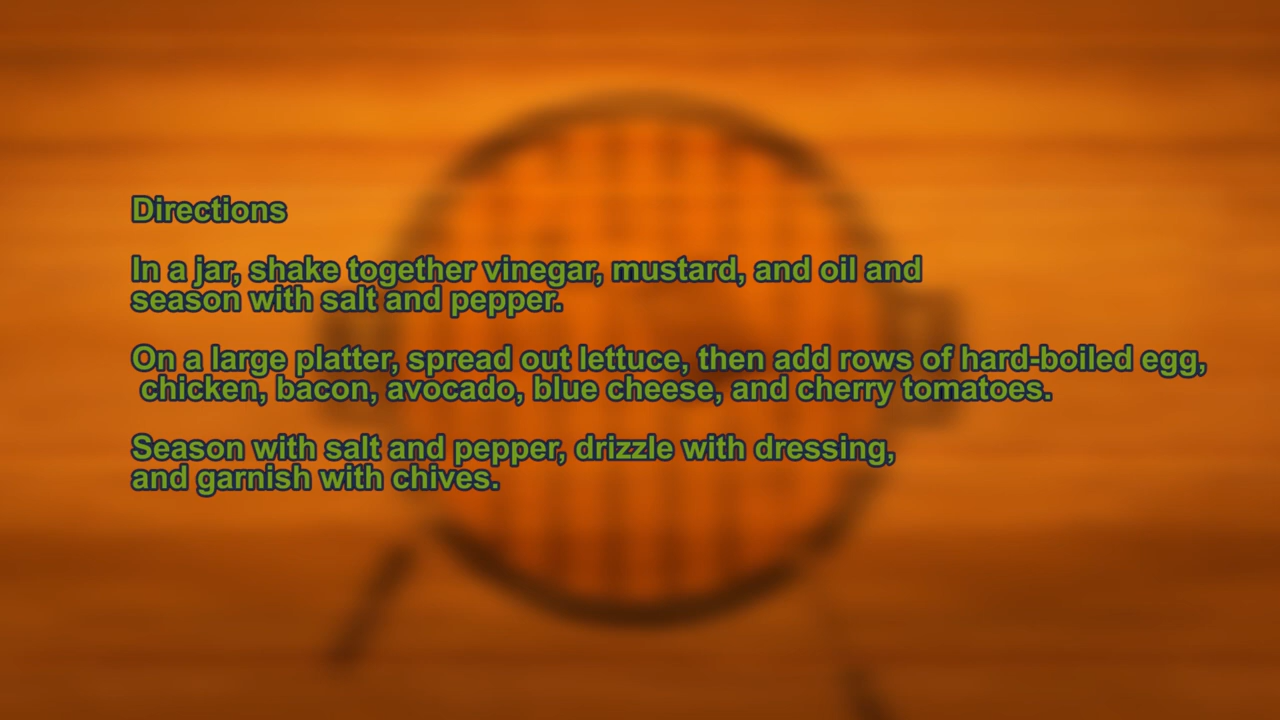 Directions
In a jar, shake together vinegar, mustard, and oil and
season with salt and pepper.
On a large platter, spread out lettuce, then add rows of hard-boiled egg,
chicken, bacon, avocado, blue cheese, and cherry tomatoes.
Season with salt and pepper, drizzle with dressing,
and garnish with chives.